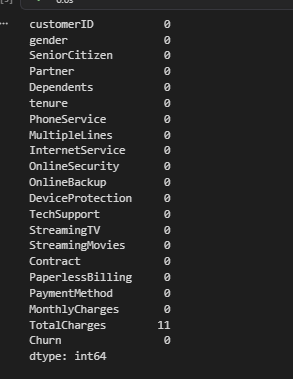 customerID 0
gender 0
SeniorCitizen 0
Partner 0
Dependents 0
tenure 0
PhoneService 0
MultipleLines 0
InternetService 0
OnlineSecurity 0
OnlineBackup 0
DeviceProtection 0
TechSupport 0
StreamingTV 0
StreamingMovies 0
Contract 0
PaperlessBilling 0
PaymentMethod 0
MonthlyCharges 0
TotalCharges 11
Churn 0
dtype: int64